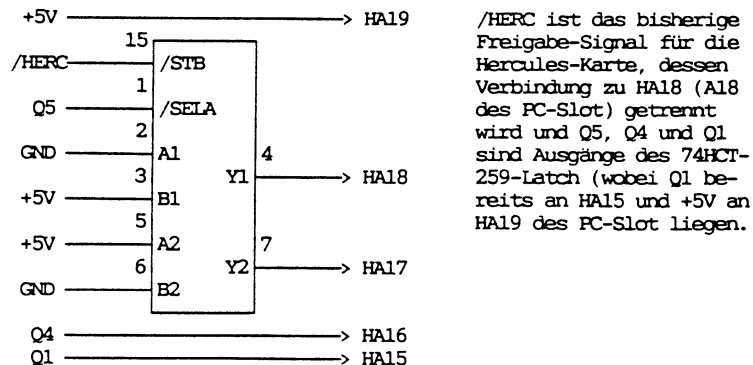 +5V HA19
15
/HERC /STB
1
Q5 /SELA
2
GND A1 4
Y1 HA18
3
+5V B1
5
+5V A2 7
Y2 HA17
6
GND B2
Q4 HA16
Q1 HA15
/HERC ist das bisherige
Freigabe-Signal für die
Hercules-Karte, dessen
Verbindung zu HA18 (A18
des PC-Slot) getrennt
wird und Q5, Q4 und Q1
sind Ausgänge des 74HCT-
259-Latch (wobei Q1 be-
reits an HA15 und +5V an
HA19 des PC-Slot liegen.